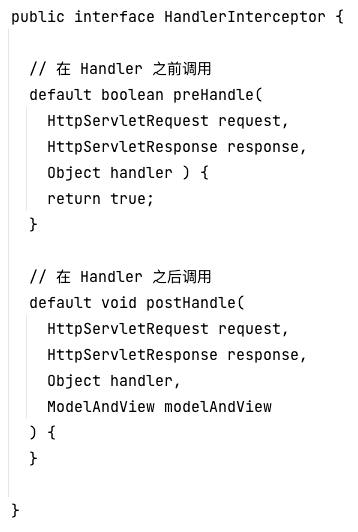 public interface HandlerInterceptor {
// 在 Handler 之前调用
default boolean preHandle(
HttpServletRequest request,
HttpServletResponse response,
Object handler ) {
return true;
}
// 在 Handler 之后调用
default void postHandle(
HttpServletRequest request,
HttpServletResponse response,
Object handler,
ModelAndView modelAndView
) {
}
}